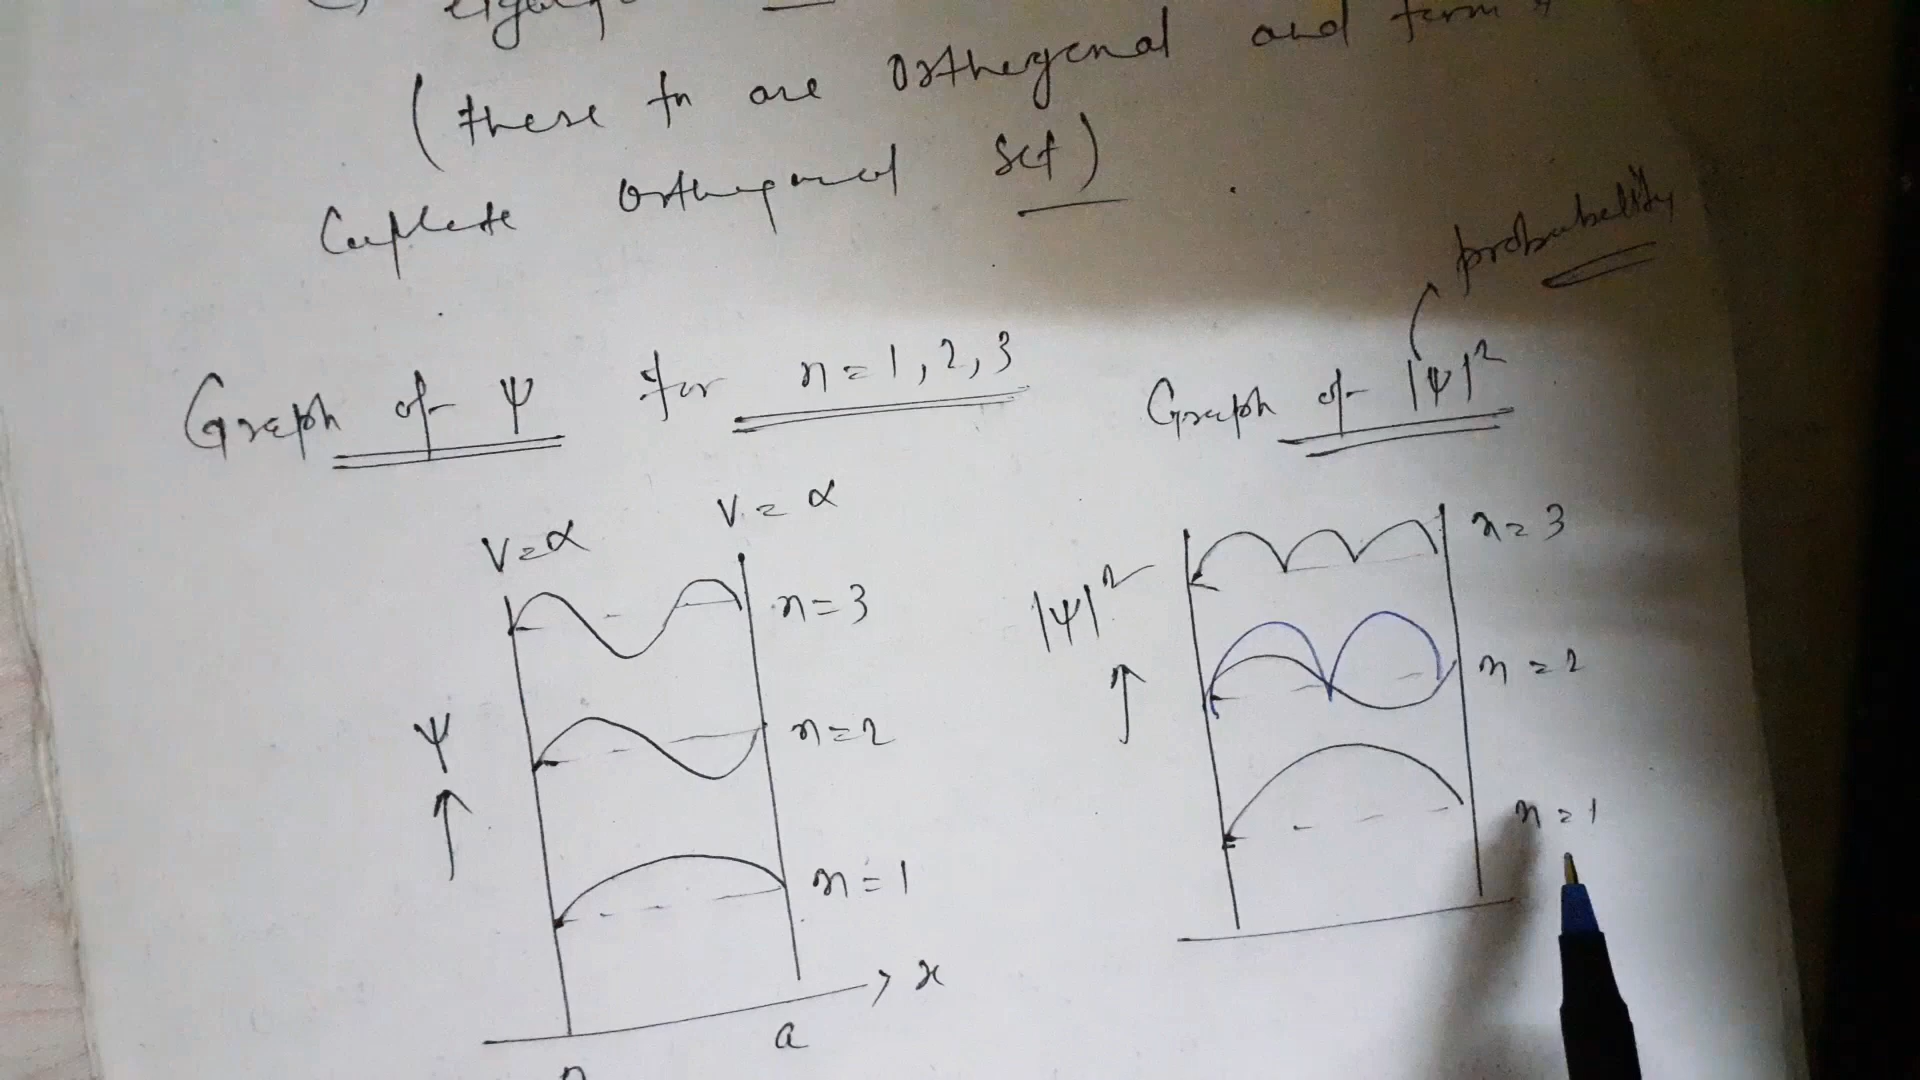 (these fn are orthogonal and form
Complete orthogonal set)
probability
Graph of ψ for n=1,2,3
Graph of |ψ|²
V=α
V=α
n=3
n=2
n=1
ψ
x
a
|ψ|²
n=3
n=2
n=1